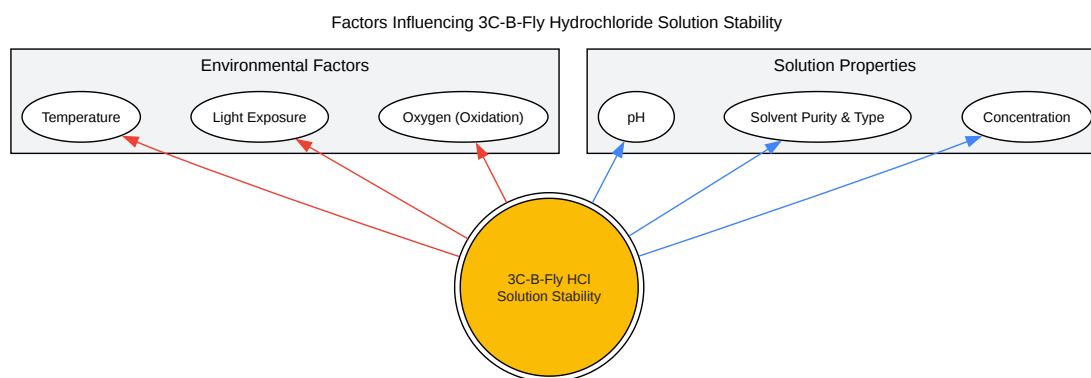 Factors Influencing 3C-B-Fly Hydrochloride Solution Stability
Environmental Factors
Solution Properties
Temperature
Light Exposure
Oxygen (Oxidation)
pH
Solvent Purity & Type
Concentration
3C-B-Fly HCl
Solution Stability